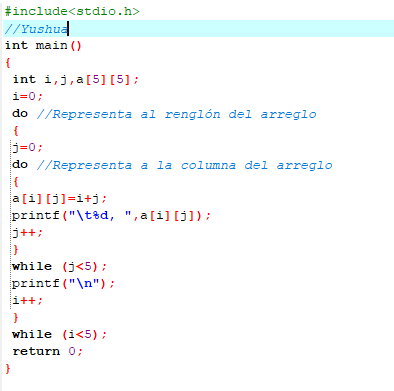 #include<stdio.h>
//Yushua
int main()
{
int i,j,a[5][5];
i=0;
do //Representa al renglón del arreglo
{
j=0;
do //Representa a la columna del arreglo
{
a[i][j]=i+j;
printf("\t%d, ",a[i][j]);
j++;
}
while (j<5);
printf("\n");
i++;
}
while (i<5);
return 0;
}